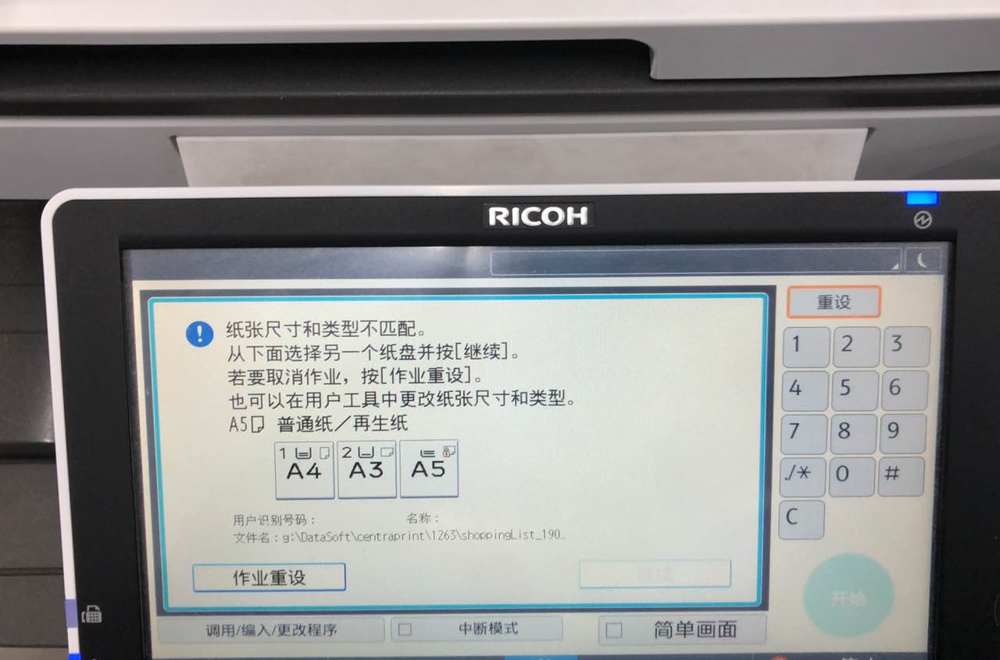 RICOH
重设
纸张尺寸和类型不匹配。
从下面选择另一个纸盘并按[继续]。
若要取消作业，按[作业重设]。
也可以在用户工具中更改纸张尺寸和类型。
A5 普通纸／再生纸
1 2
A4 A3 A5
用户识别号码： 名称：
文件名：g:\DataSoft\centraprint\1263\shoppingList_190_
作业重设
1 2 3
4 5 6
7 8 9
./* 0 #
C
开始
调用/编入/更改程序 中断模式 简单画面